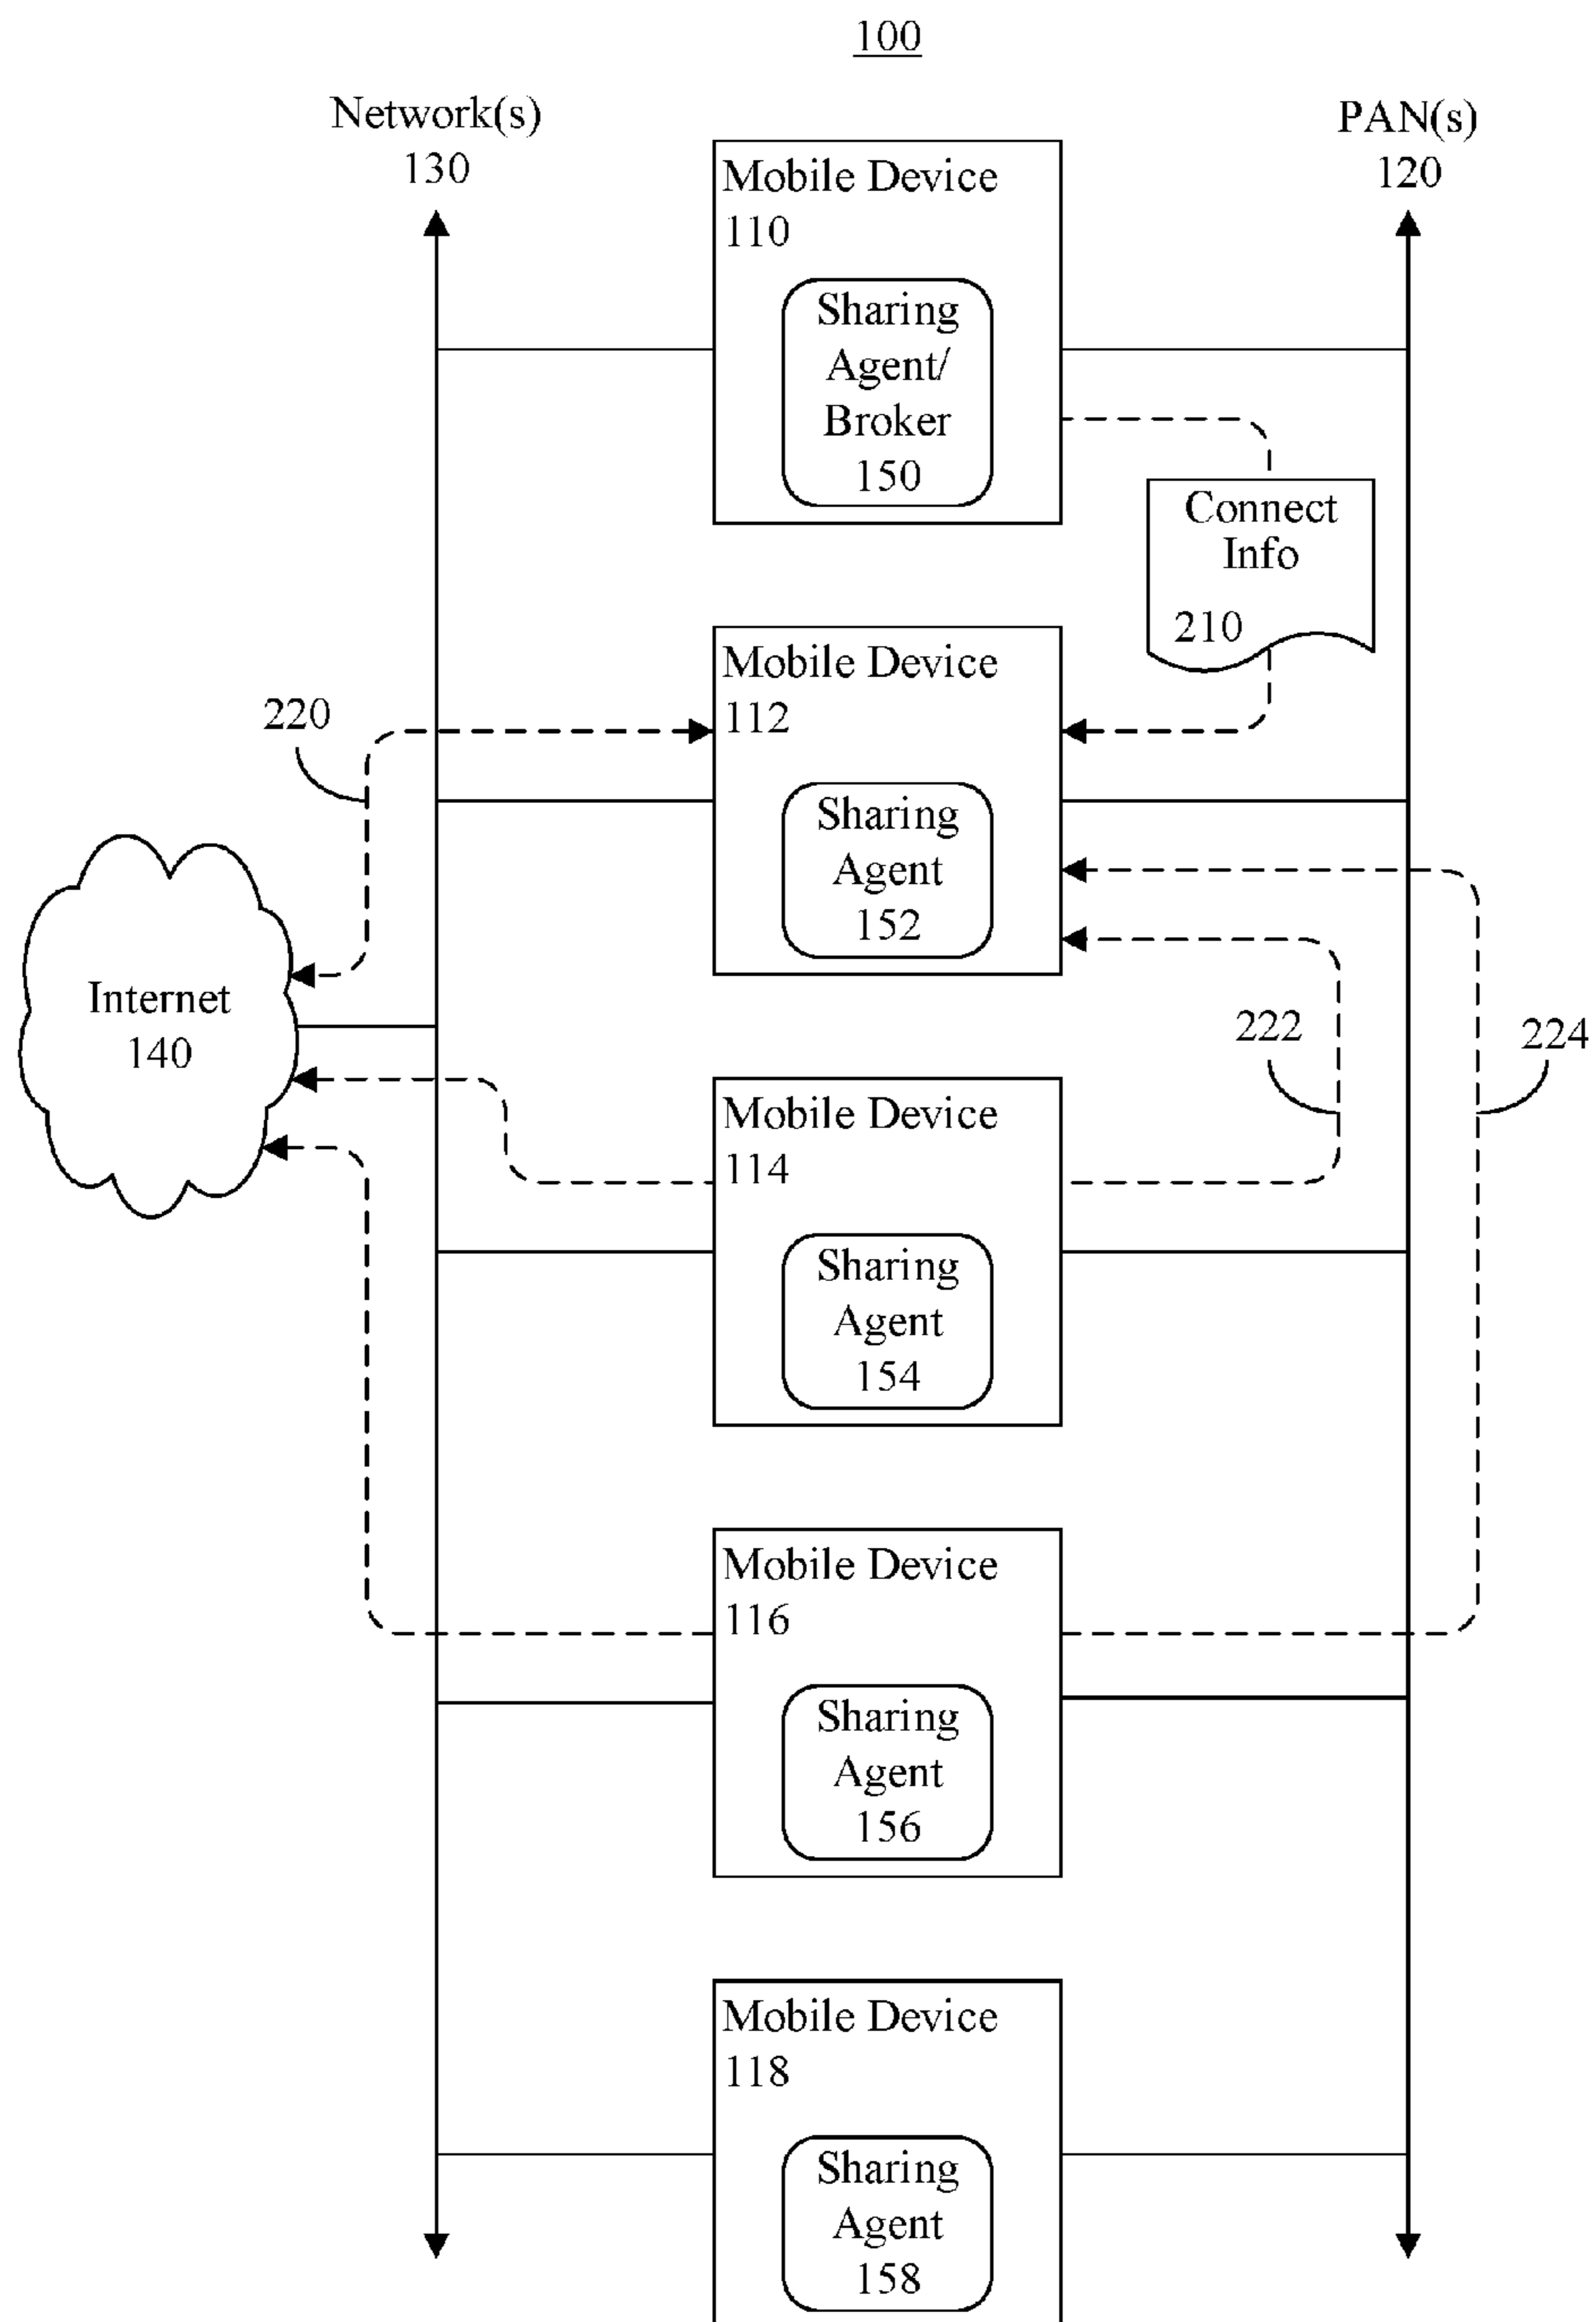 100
Network(s)
130
PAN(s)
120
Mobile Device
110
Sharing
Agent/
Broker
150
Connect
Info
210
Mobile Device
112
220
Sharing
Agent
152
Internet
140
222
224
Mobile Device
114
Sharing
Agent
154
Mobile Device
116
Sharing
Agent
156
Mobile Device
118
Sharing
Agent
158